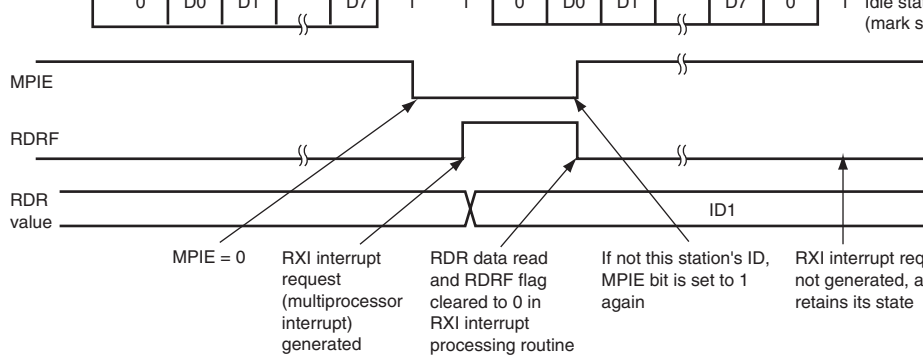 0 D0 D1 D7 1 1 0 D0 D1 D7 0 1 Idle sta
(mark s
MPIE
RDRF
RDR
value
ID1
MPIE = 0
RXI interrupt
request
(multiprocessor
interrupt)
generated
RDR data read
and RDRF flag
cleared to 0 in
RXI interrupt
processing routine
If not this station's ID,
MPIE bit is set to 1
again
RXI interrupt req
not generated, a
retains its state